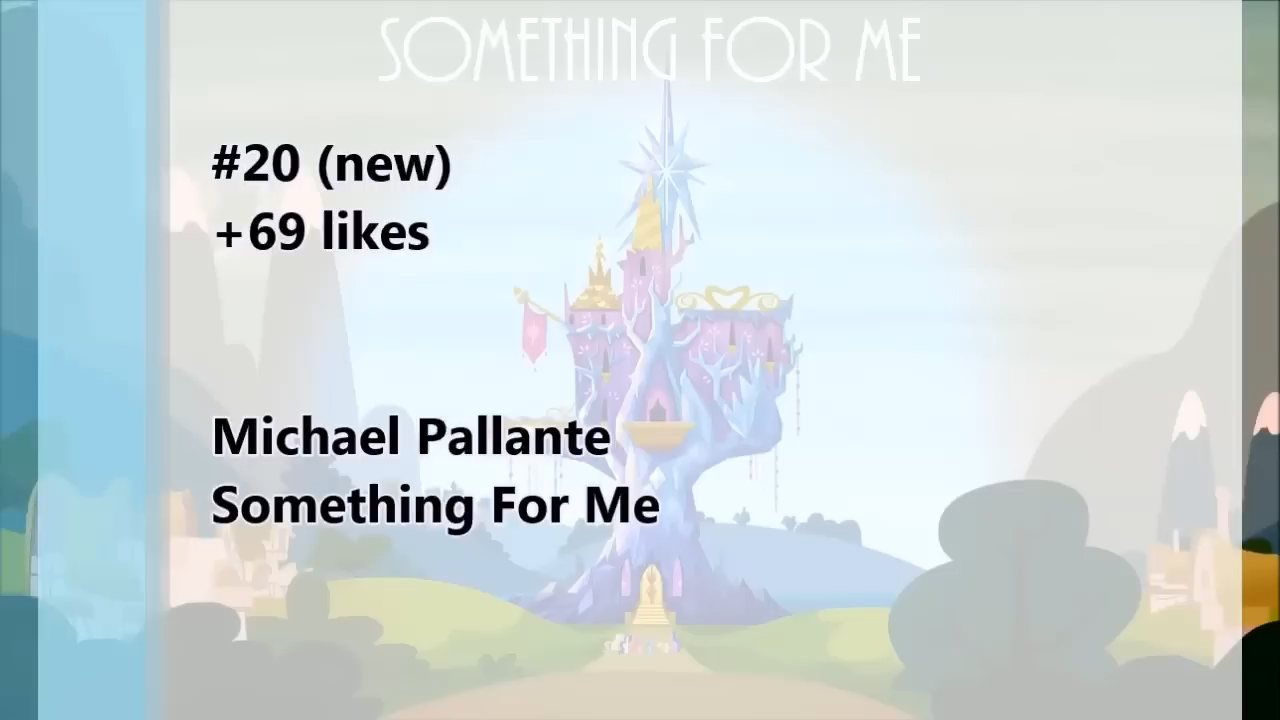 SOMETHING FOR ME
#20 (new)
+69 likes
Michael Pallante
Something For Me